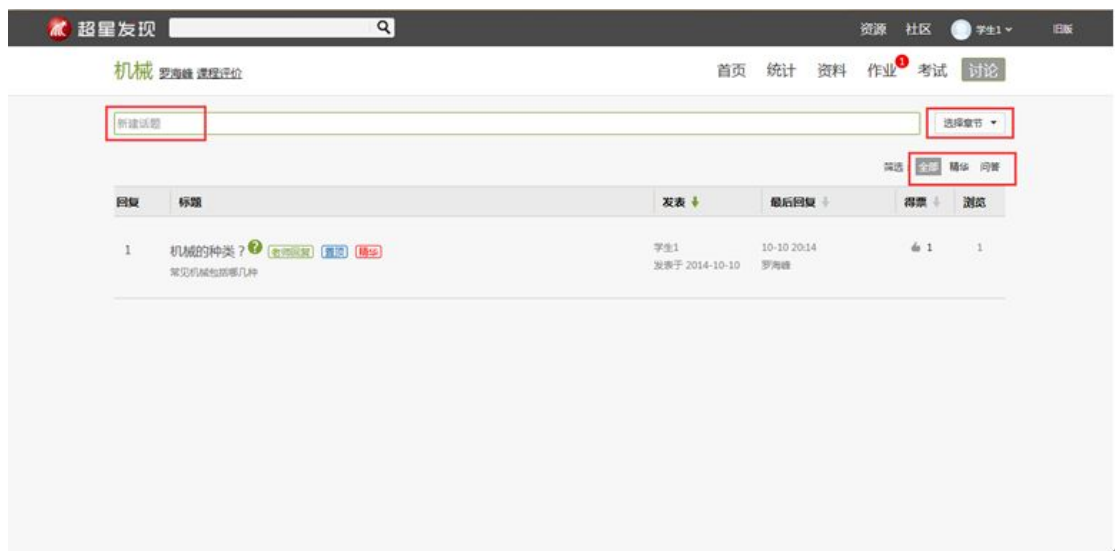 超星发现 资源 社区 学生1 旧版
机械 罗海峰 课程评价 首页 统计 资料 作业 1 考试 讨论
新建话题 选择章节
筛选 全部 精华 问答
回复 标题 发表 最后回复 得票 浏览
1 机械的种类？ 老师回复 置顶 精华 学生1 10-10 20:14 1 1
常见机械包括哪几种 发表于 2014-10-10 罗海峰